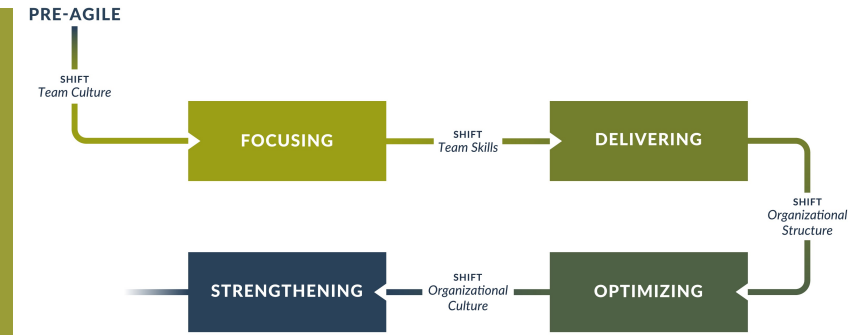 PRE-AGILE
SHIFT
Team Culture
FOCUSING
SHIFT
Team Skills
DELIVERING
SHIFT
Organizational
Structure
OPTIMIZING
SHIFT
Organizational
Culture
STRENGTHENING